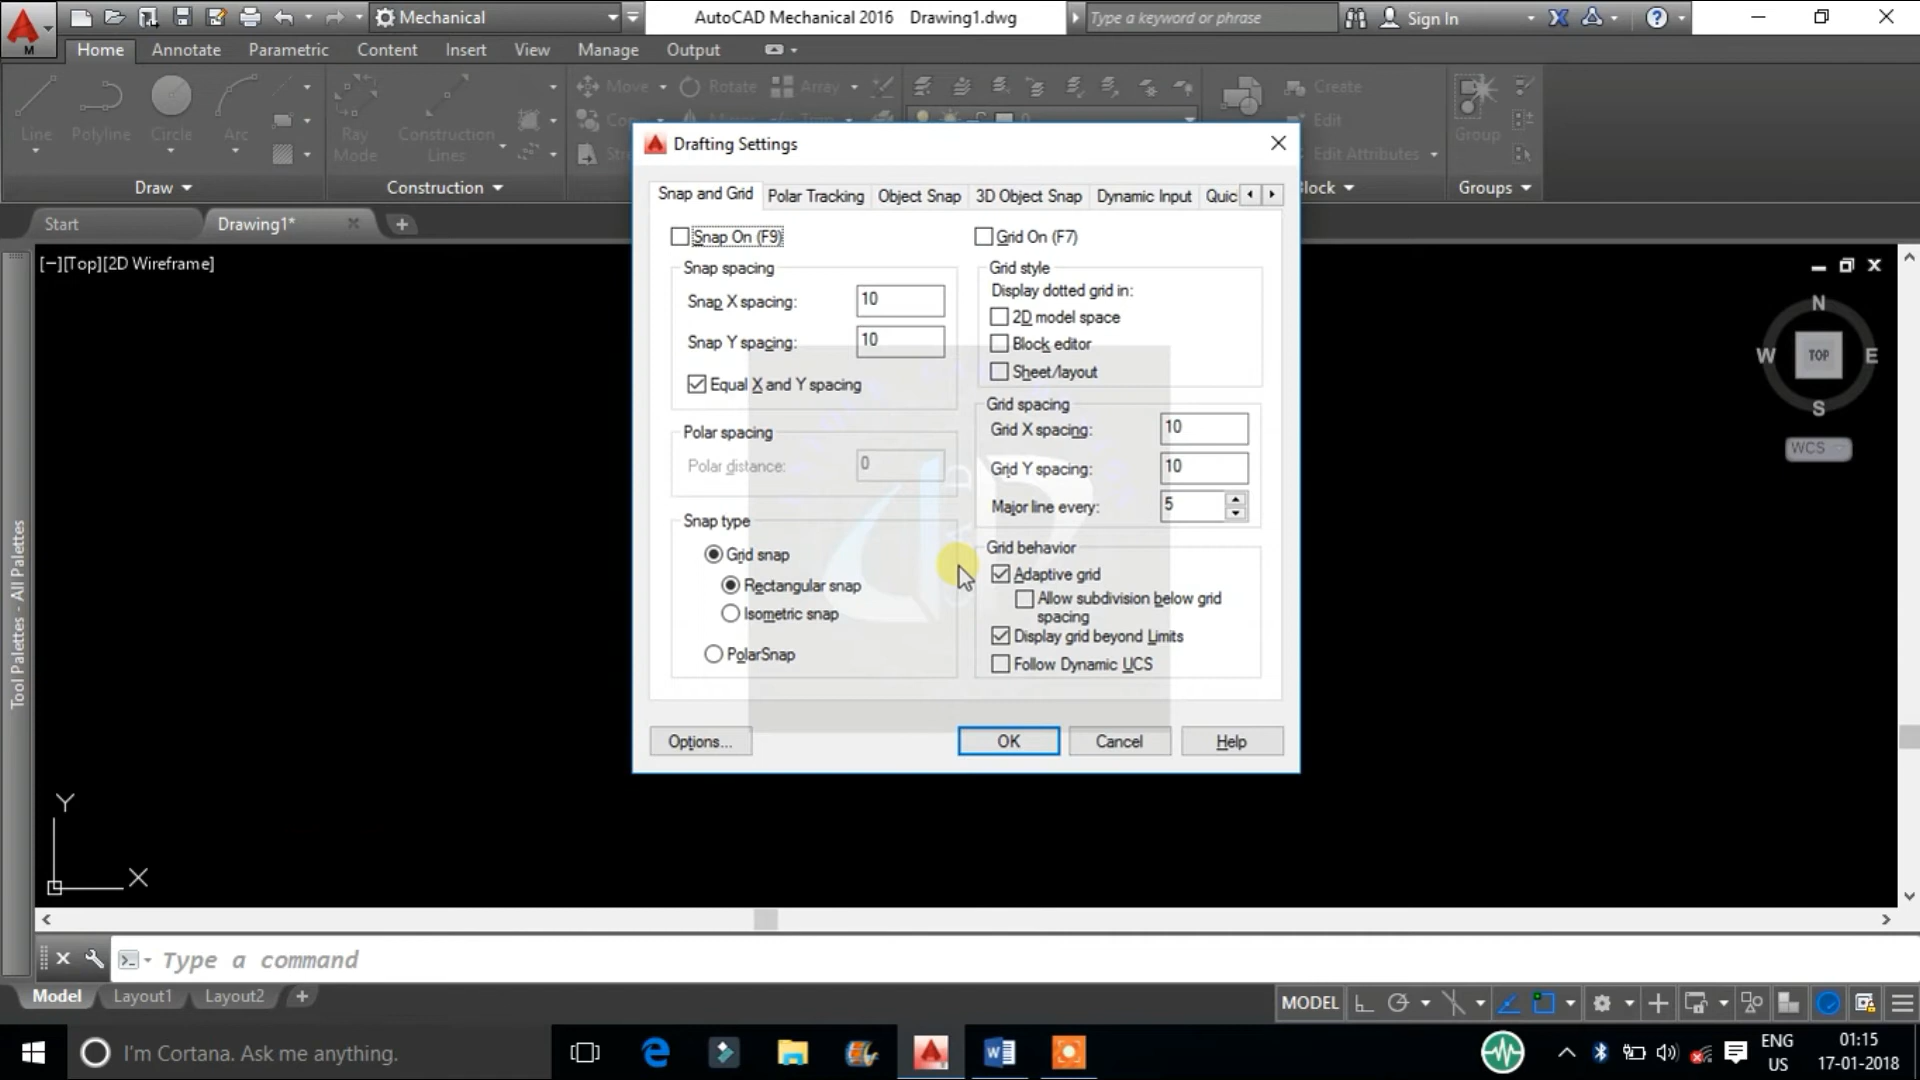 Mechanical
AutoCAD Mechanical 2016 Drawing1.dwg
Type a keyword or phrase
Sign In
M
Home
Annotate
Parametric
Content
Insert
View
Manage
Output
Move
Rotate
Array
Create
Edit
Edit Attributes
Line
Polyline
Circle
Arc
Ray
Mode
Construction
Lines
Group
Draw
Construction
lock
Groups
Start
Drawing1*
[−][Top][2D Wireframe]
Drafting Settings
Snap and Grid
Polar Tracking
Object Snap
3D Object Snap
Dynamic Input
Quic
Snap On (F9)
Snap spacing
Snap X spacing: 10
Snap Y spacing: 10
Equal X and Y spacing
Polar spacing
Polar distance: 0
Snap type
Grid snap
Rectangular snap
Isometric snap
PolarSnap
Grid On (F7)
Grid style
Display dotted grid in:
2D model space
Block editor
Sheet/layout
Grid spacing
Grid X spacing: 10
Grid Y spacing: 10
Major line every: 5
Grid behavior
Adaptive grid
Allow subdivision below grid
spacing
Display grid beyond Limits
Follow Dynamic UCS
Options...
OK
Cancel
Help
N
W
TOP
E
S
WCS
Tool Palettes - All Palettes
Y
X
Type a command
Model
Layout1
Layout2
MODEL
I'm Cortana. Ask me anything.
ENG
US
01:15
17-01-2018